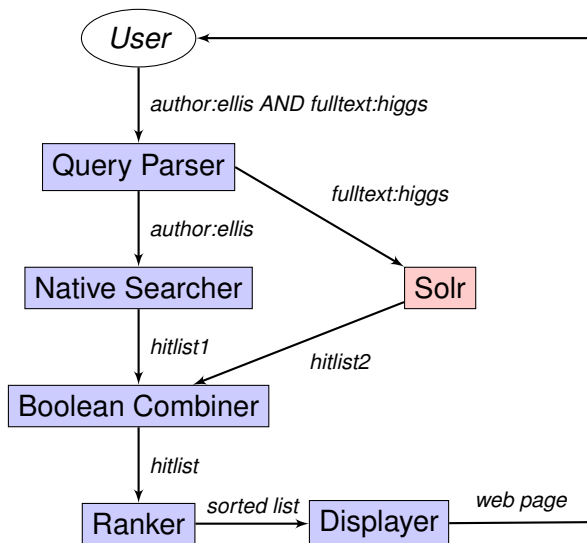 User
author:ellis AND fulltext:higgs
Query Parser
fulltext:higgs
author:ellis
Native Searcher
Solr
hitlist1
hitlist2
Boolean Combiner
hitlist
sorted list
web page
Ranker
Displayer